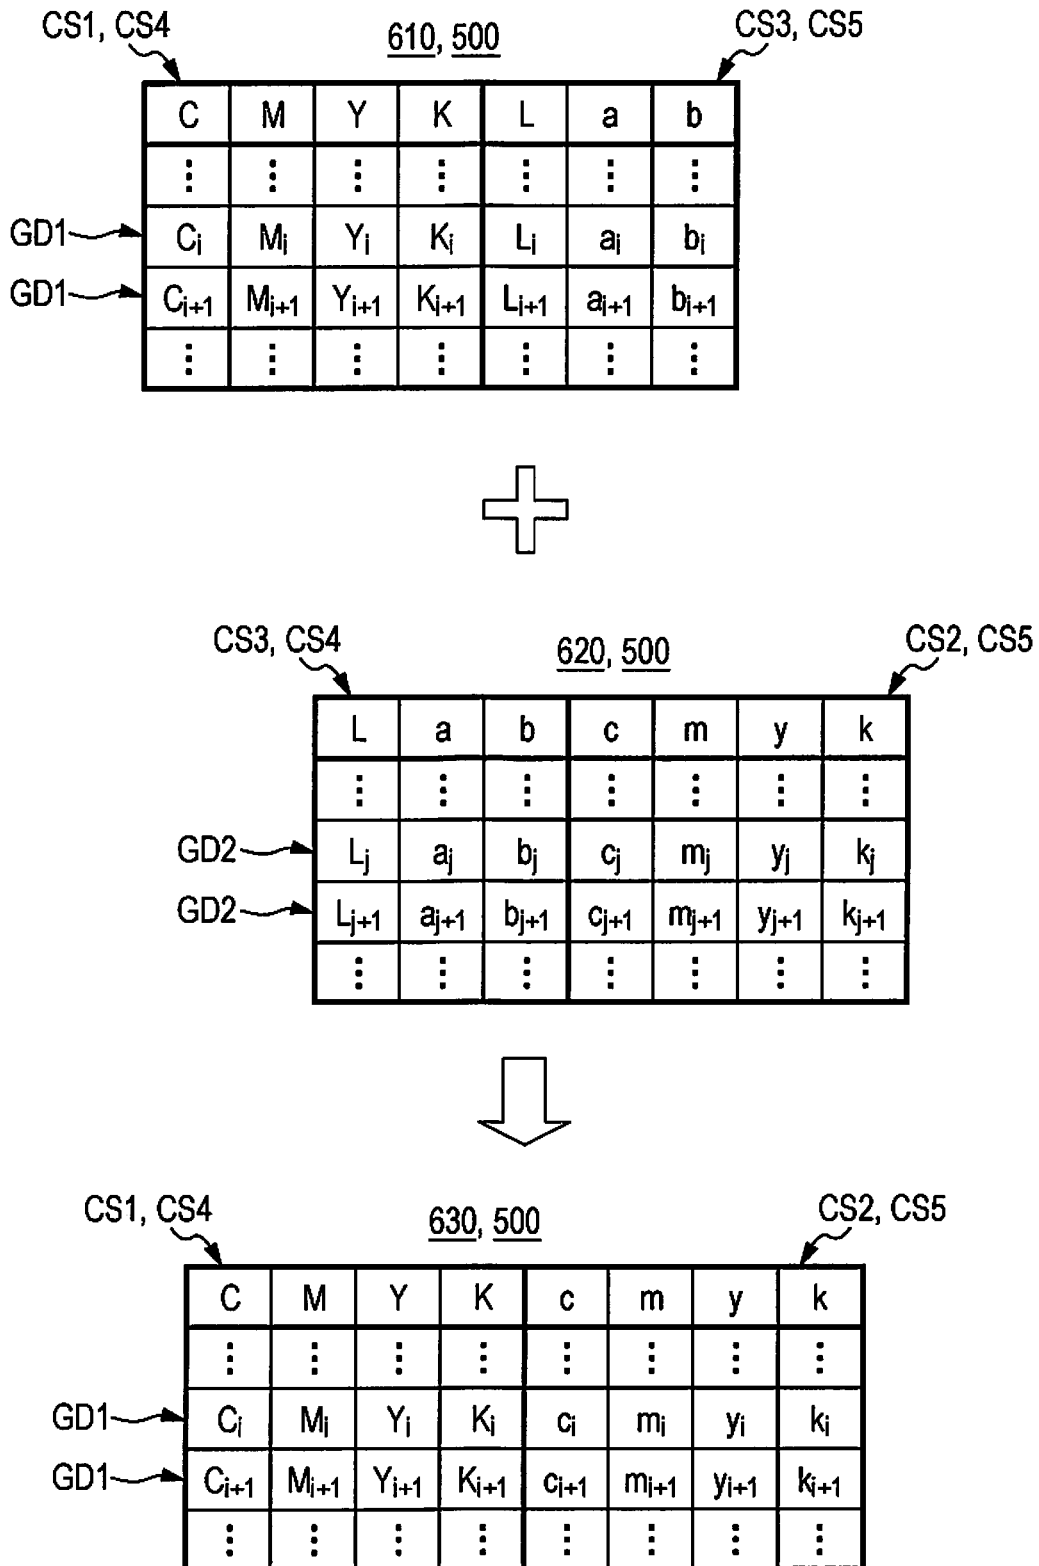 CS1, CS4 610, 500 CS3, CS5
C M Y K L a b
⋮ ⋮ ⋮ ⋮ ⋮ ⋮ ⋮
GD1 Cᵢ Mᵢ Yᵢ Kᵢ Lᵢ aᵢ bᵢ
GD1 Cᵢ₊₁ Mᵢ₊₁ Yᵢ₊₁ Kᵢ₊₁ Lᵢ₊₁ aᵢ₊₁ bᵢ₊₁
⋮ ⋮ ⋮ ⋮ ⋮ ⋮ ⋮
CS3, CS4 620, 500 CS2, CS5
L a b c m y k
⋮ ⋮ ⋮ ⋮ ⋮ ⋮ ⋮
GD2 Lⱼ aⱼ bⱼ cⱼ mⱼ yⱼ kⱼ
GD2 Lⱼ₊₁ aⱼ₊₁ bⱼ₊₁ cⱼ₊₁ mⱼ₊₁ yⱼ₊₁ kⱼ₊₁
⋮ ⋮ ⋮ ⋮ ⋮ ⋮ ⋮
CS1, CS4 630, 500 CS2, CS5
C M Y K c m y k
⋮ ⋮ ⋮ ⋮ ⋮ ⋮ ⋮ ⋮
GD1 Cᵢ Mᵢ Yᵢ Kᵢ cᵢ mᵢ yᵢ kᵢ
GD1 Cᵢ₊₁ Mᵢ₊₁ Yᵢ₊₁ Kᵢ₊₁ cᵢ₊₁ mᵢ₊₁ yᵢ₊₁ kᵢ₊₁
⋮ ⋮ ⋮ ⋮ ⋮ ⋮ ⋮ ⋮